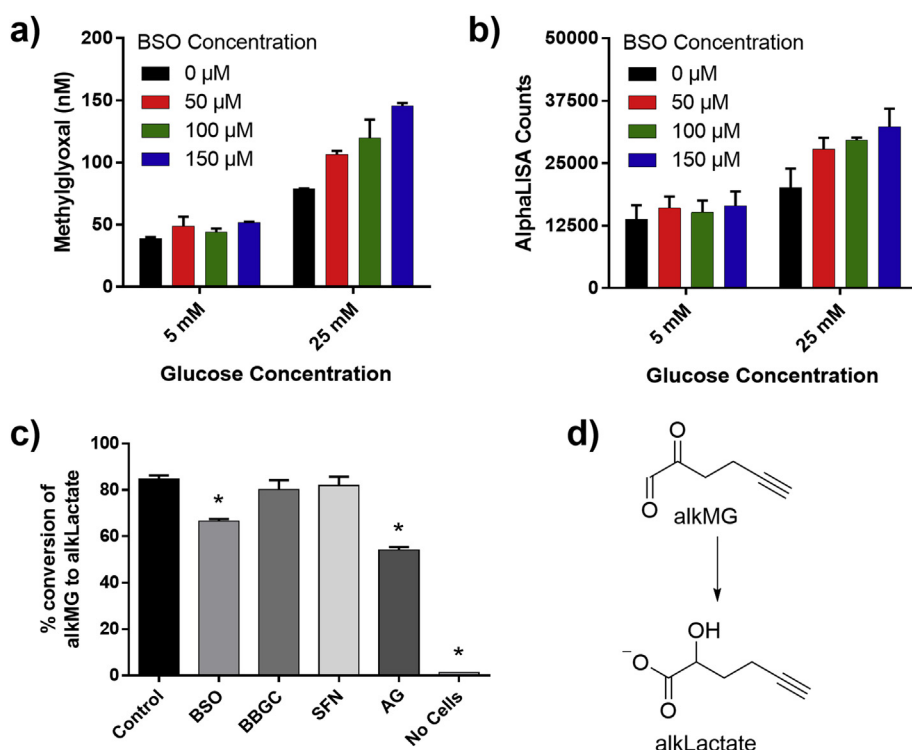 a)
BSO Concentration
0 µM
50 µM
100 µM
150 µM
Methylglyoxal (nM)
200
150
100
50
0
5 mM
25 mM
Glucose Concentration
b)
BSO Concentration
0 µM
50 µM
100 µM
150 µM
AlphaLISA Counts
50000
37500
25000
12500
0
5 mM
25 mM
Glucose Concentration
c)
% conversion of
alkMG to alkLactate
100
80
60
40
20
0
*
*
*
Control
BSO
BBGC
SFN
AG
No Cells
d)
O
O
alkMG
OH
−O
O
alkLactate